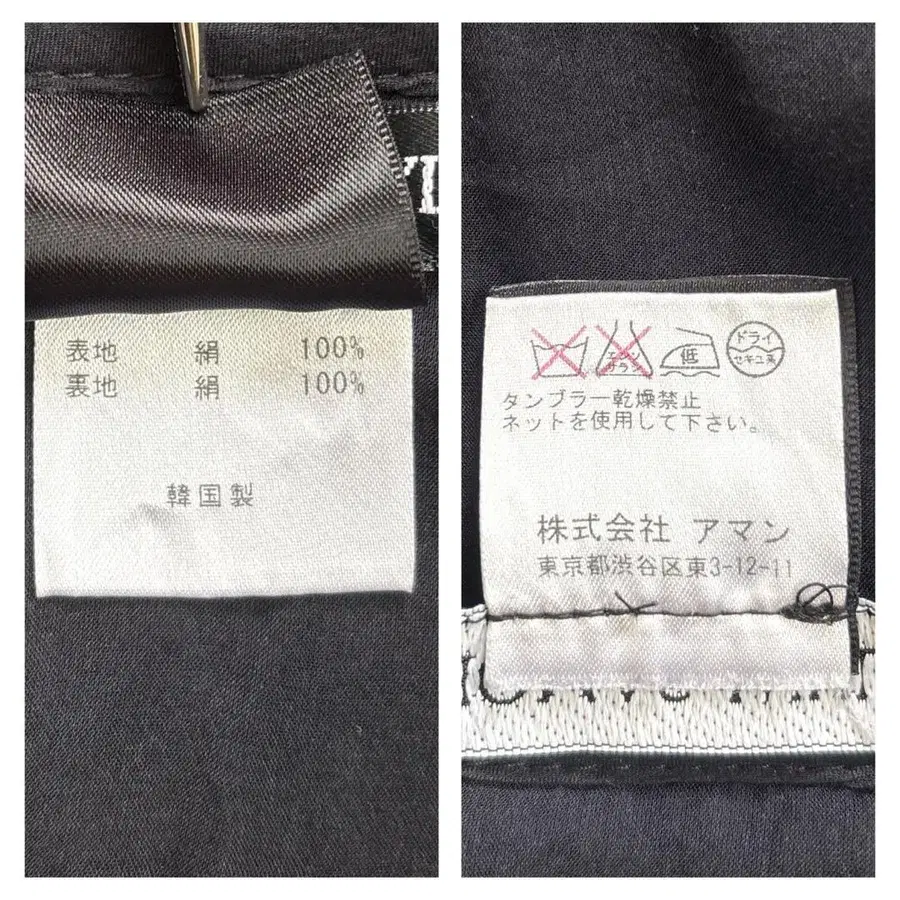 表地 絹 100%
裏地 絹 100%
韓国製
エンソ
サラシ
低
ドライ
セキユ系
タンブラー乾燥禁止
ネットを使用して下さい。
株式会社 アマン
東京都渋谷区東3-12-11